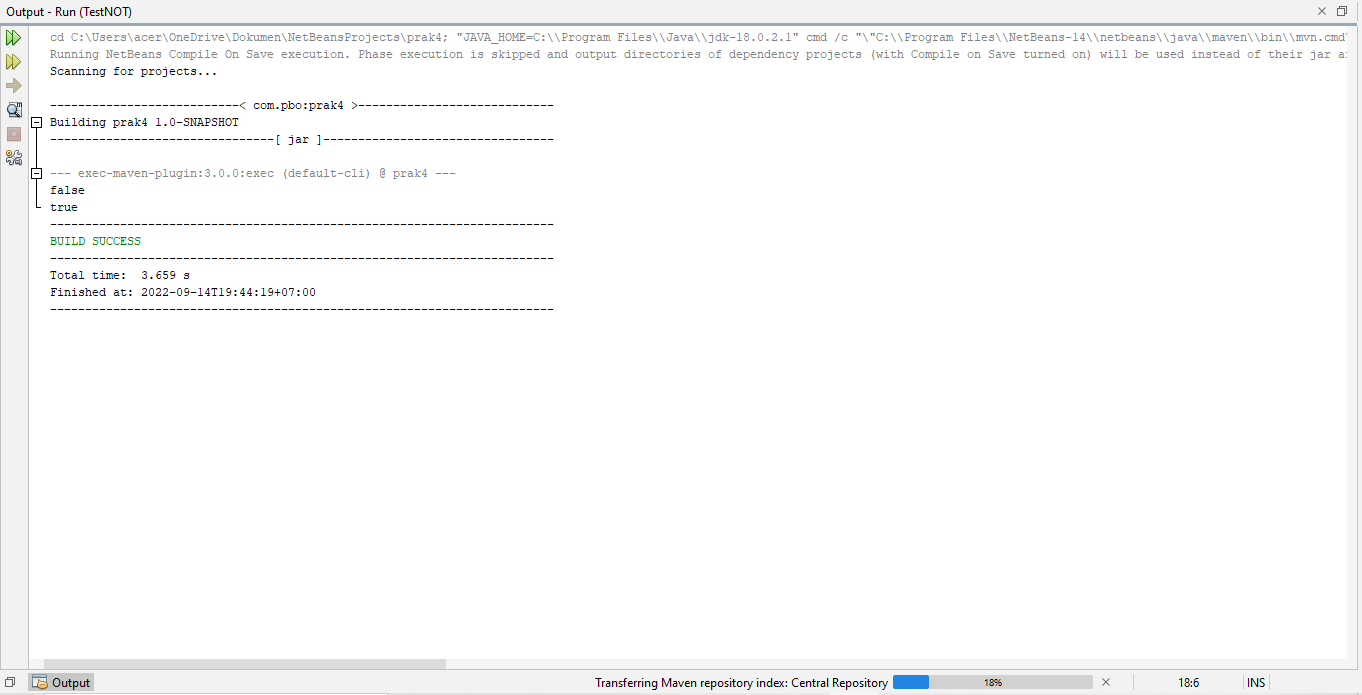 Output - Run (TestNOT)
cd C:\Users\acer\OneDrive\Dokumen\NetBeansProjects\prak4; "JAVA_HOME=C:\\Program Files\\Java\\jdk-18.0.2.1" cmd /c "\"C:\\Program Files\\NetBeans-14\\netbeans\\java\\maven\\bin\\mvn.cmd\
Running NetBeans Compile On Save execution. Phase execution is skipped and output directories of dependency projects (with Compile on Save turned on) will be used instead of their jar a
Scanning for projects...
---------------------------< com.pbo:prak4 >----------------------------
Building prak4 1.0-SNAPSHOT
--------------------------------[ jar ]---------------------------------
--- exec-maven-plugin:3.0.0:exec (default-cli) @ prak4 ---
false
true
------------------------------------------------------------------------
BUILD SUCCESS
------------------------------------------------------------------------
Total time:  3.659 s
Finished at: 2022-09-14T19:44:19+07:00
------------------------------------------------------------------------
Output
Transferring Maven repository index: Central Repository 18% 18:6 INS